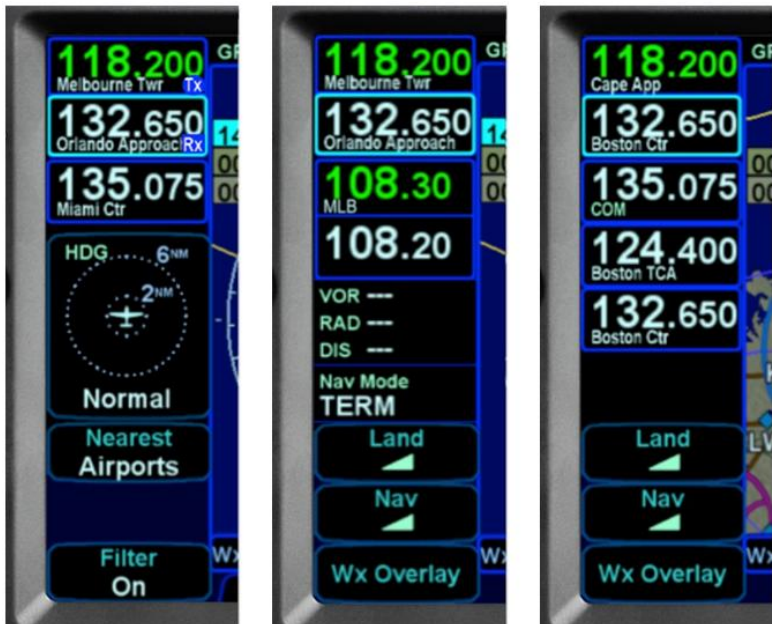 118.200
Melbourne Twr Tx
132.650
Orlando Approach Rx
135.075
Miami Ctr
HDG
6NM
2NM
Normal
Nearest
Airports
Filter
On
118.200
Melbourne Twr
132.650
Orlando Approach
108.30
MLB
108.20
VOR ---
RAD ---
DIS ---
Nav Mode
TERM
Land
Nav
Wx Overlay
118.200
Cape App
132.650
Boston Ctr
135.075
COM
124.400
Boston TCA
132.650
Boston Ctr
Land
Nav
Wx Overlay